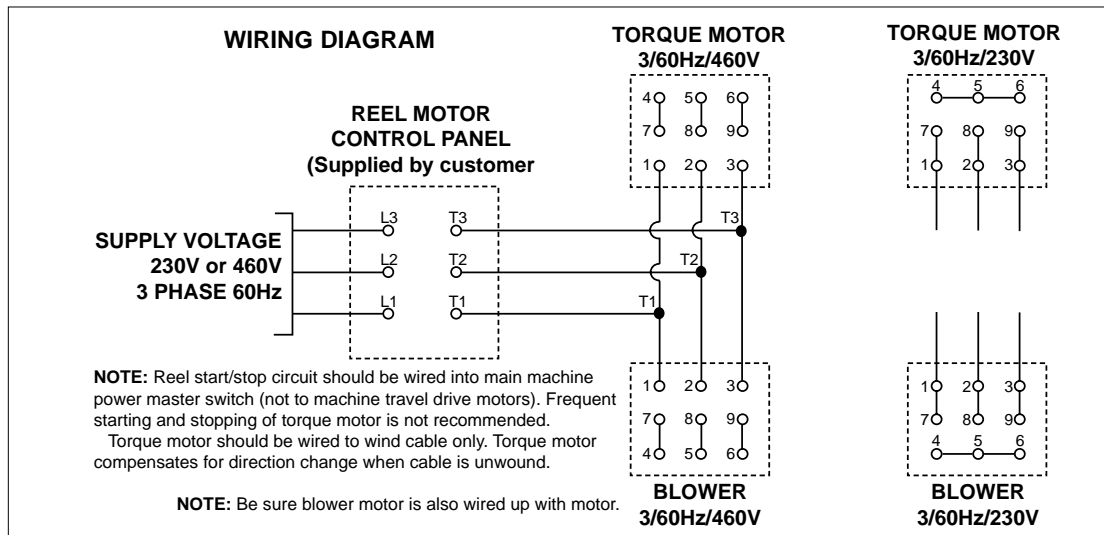 WIRING DIAGRAM
TORQUE MOTOR
3/60Hz/460V
TORQUE MOTOR
3/60Hz/230V
4 5 6
7 8 9
1 2 3
4 5 6
7 8 9
1 2 3
REEL MOTOR
CONTROL PANEL
(Supplied by customer
L3 T3 T3
L2 T2 T2
L1 T1 T1
SUPPLY VOLTAGE
230V or 460V
3 PHASE 60Hz
NOTE: Reel start/stop circuit should be wired into main machine
power master switch (not to machine travel drive motors). Frequent
starting and stopping of torque motor is not recommended.
Torque motor should be wired to wind cable only. Torque motor
compensates for direction change when cable is unwound.
NOTE: Be sure blower motor is also wired up with motor.
1 2 3
7 8 9
4 5 6
BLOWER
3/60Hz/460V
1 2 3
7 8 9
4 5 6
BLOWER
3/60Hz/230V